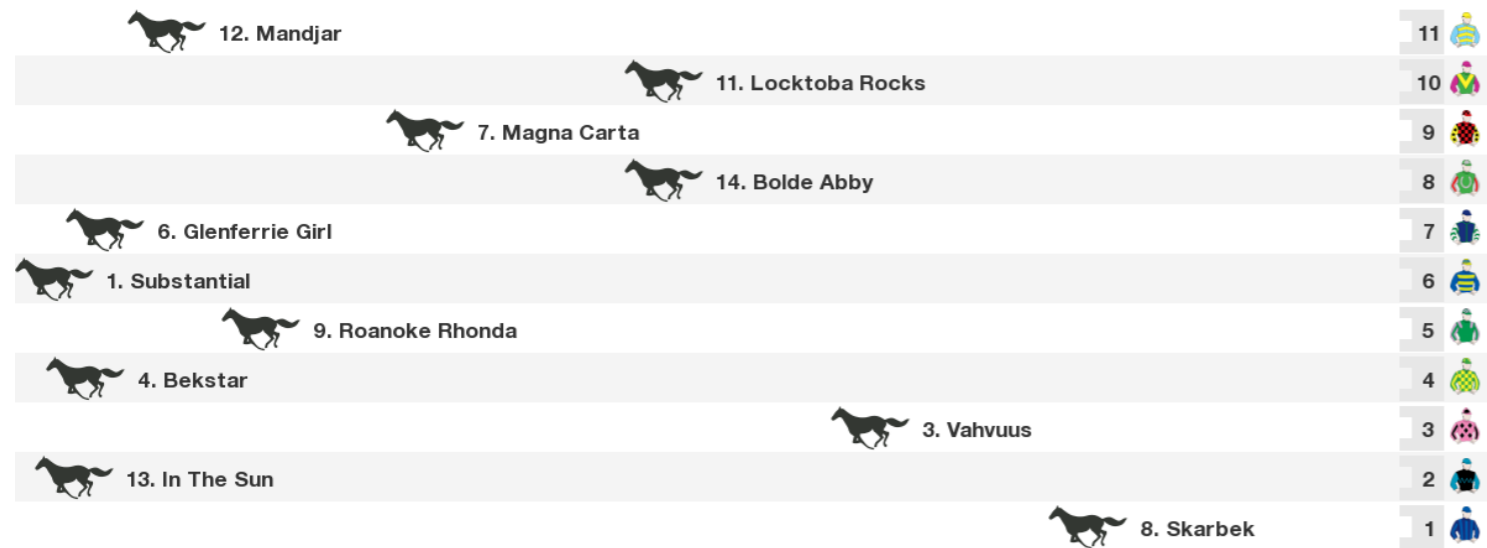 12. Mandjar 11
11. Locktoba Rocks 10
7. Magna Carta 9
14. Bolde Abby 8
6. Glenferrie Girl 7
1. Substantial 6
9. Roanoke Rhonda 5
4. Bekstar 4
3. Vahvuus 3
13. In The Sun 2
8. Skarbek 1